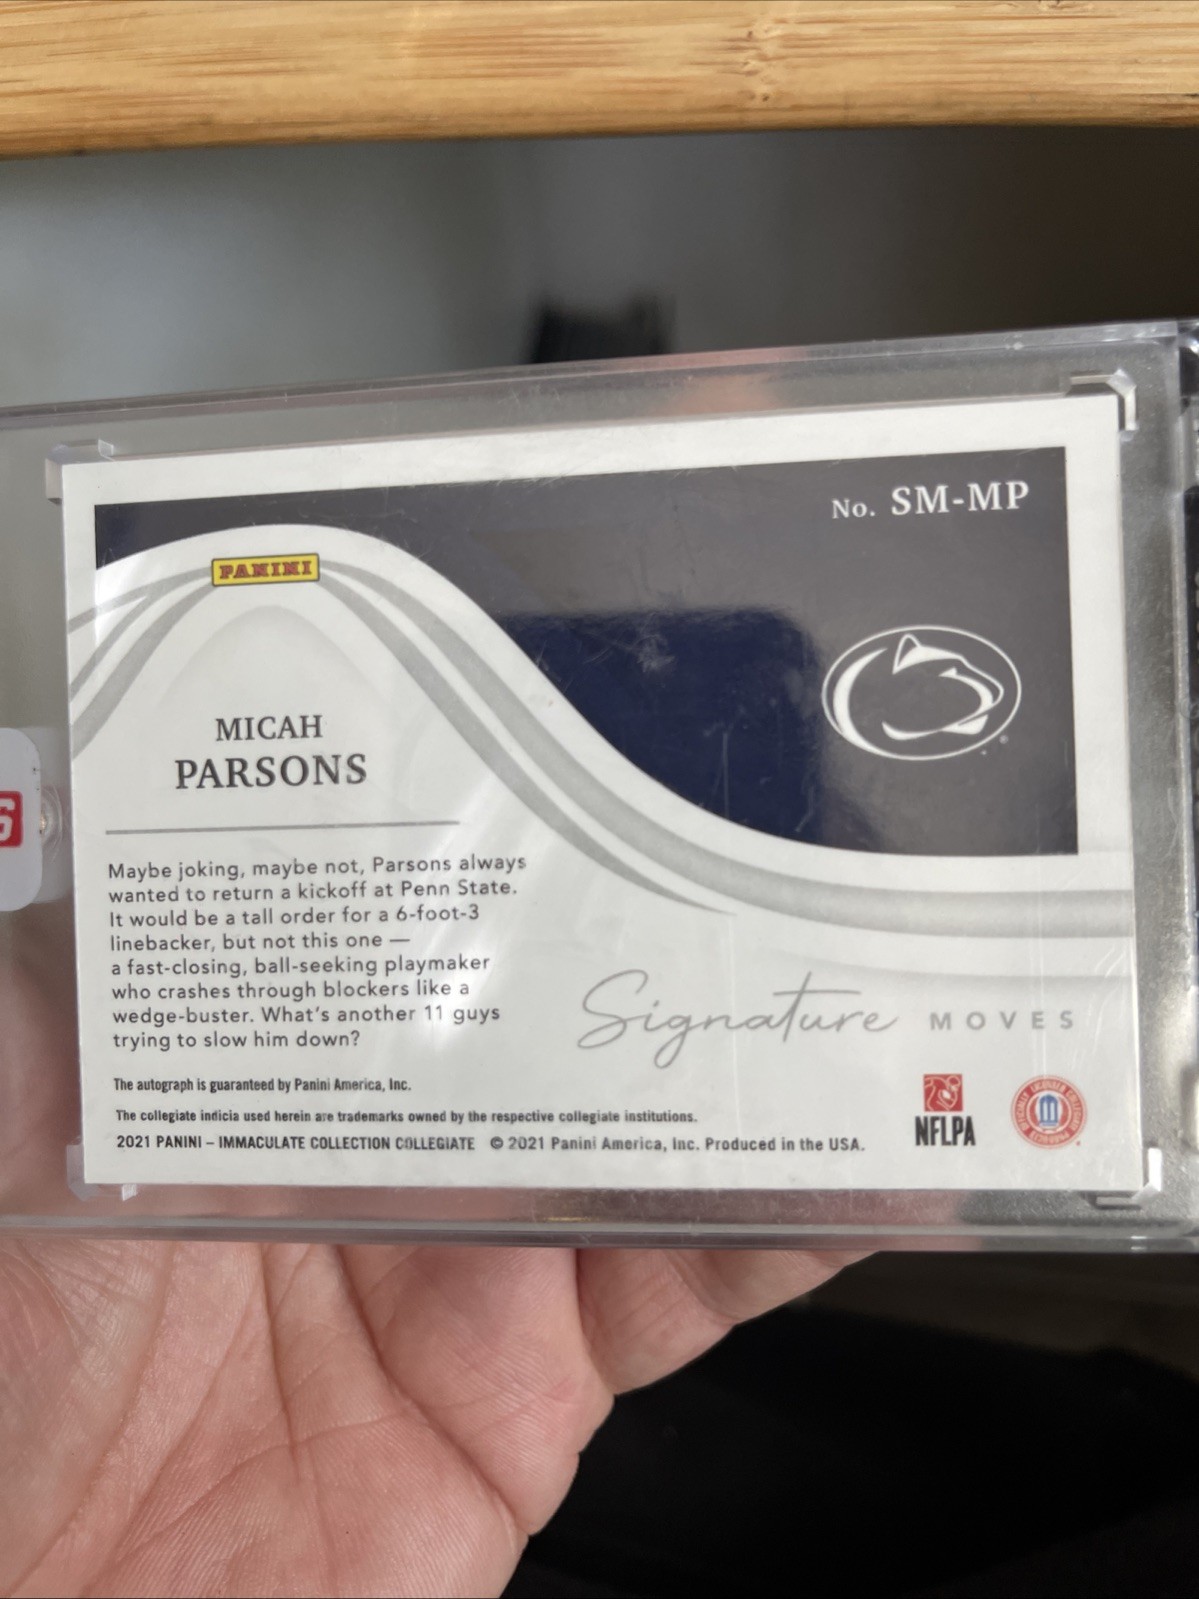 No. SM-MP
PANINI
MICAH
PARSONS
Maybe joking, maybe not, Parsons always
wanted to return a kickoff at Penn State.
It would be a tall order for a 6-foot-3
linebacker, but not this one —
a fast-closing, ball-seeking playmaker
who crashes through blockers like a
wedge-buster. What's another 11 guys
trying to slow him down?
Signature MOVES
The autograph is guaranteed by Panini America, Inc.
The collegiate indicia used herein are trademarks owned by the respective collegiate institutions.
2021 PANINI – IMMACULATE COLLECTION COLLEGIATE © 2021 Panini America, Inc. Produced in the USA.
NFLPA
OFFICIALLY LICENSED COLLEGIATE PRODUCTS